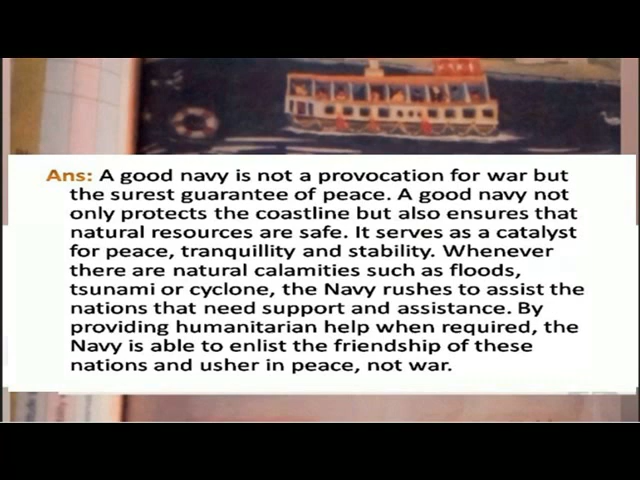 Ans: A good navy is not a provocation for war but
the surest guarantee of peace. A good navy not
only protects the coastline but also ensures that
natural resources are safe. It serves as a catalyst
for peace, tranquillity and stability. Whenever
there are natural calamities such as floods,
tsunami or cyclone, the Navy rushes to assist the
nations that need support and assistance. By
providing humanitarian help when required, the
Navy is able to enlist the friendship of these
nations and usher in peace, not war.